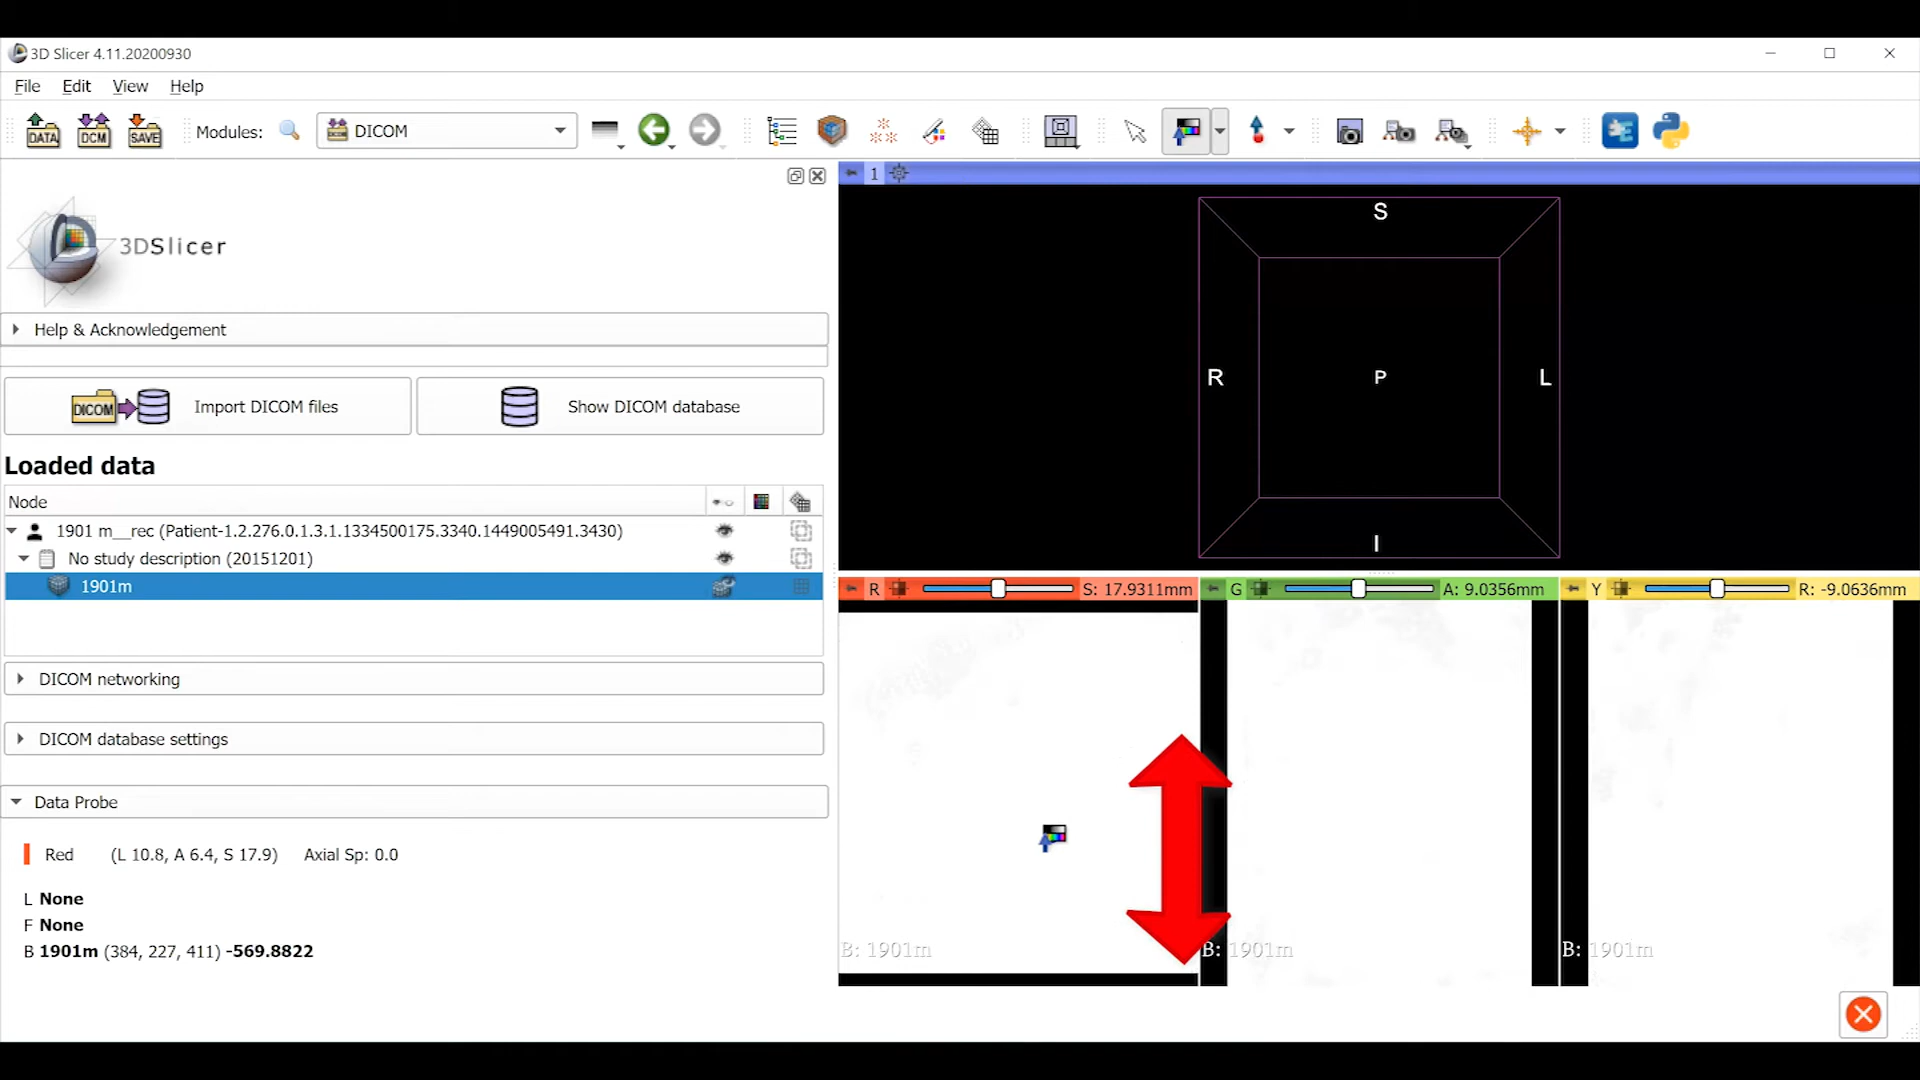 3D Slicer 4.11.20200930
File Edit View Help
DATA DCM SAVE Modules: DICOM
1
3DSlicer
Help & Acknowledgement
DICOM Import DICOM files Show DICOM database
Loaded data
Node
1901 m__rec (Patient-1.2.276.0.1.3.1.1334500175.3340.1449005491.3430)
No study description (20151201)
1901m
DICOM networking
DICOM database settings
Data Probe
Red (L 10.8, A 6.4, S 17.9) Axial Sp: 0.0
L None
F None
B 1901m (384, 227, 411) -569.8822
S
R P L
I
R S: 17.9311mm G A: 9.0356mm Y R: -9.0636mm
B: 1901m B: 1901m B: 1901m